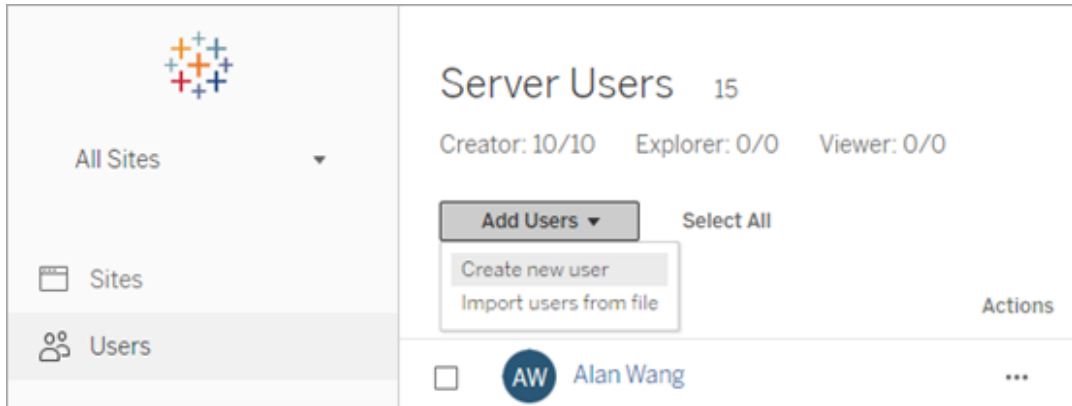 All Sites
Sites
Users
Server Users 15
Creator: 10/10 Explorer: 0/0 Viewer: 0/0
Add Users Select All
Create new user
Import users from file
Actions
AW Alan Wang